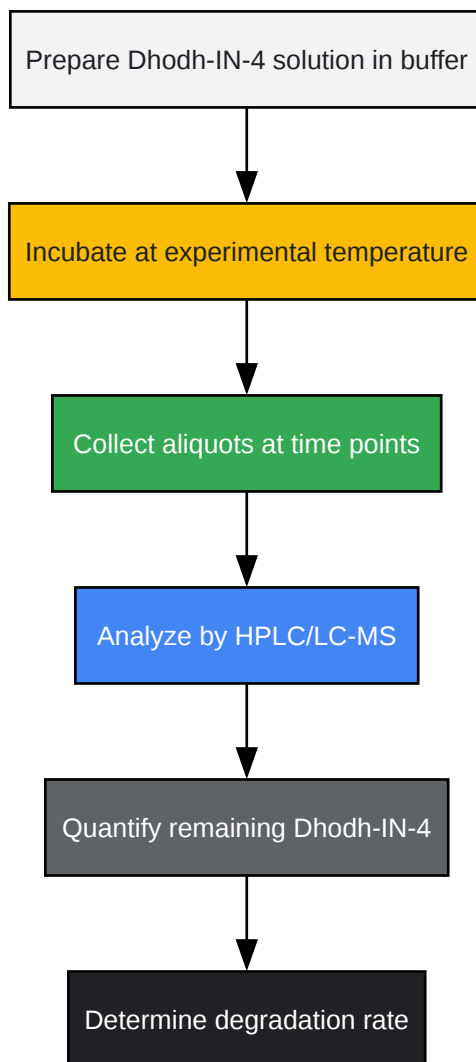 Prepare Dhodh-IN-4 solution in buffer
Incubate at experimental temperature
Collect aliquots at time points
Analyze by HPLC/LC-MS
Quantify remaining Dhodh-IN-4
Determine degradation rate